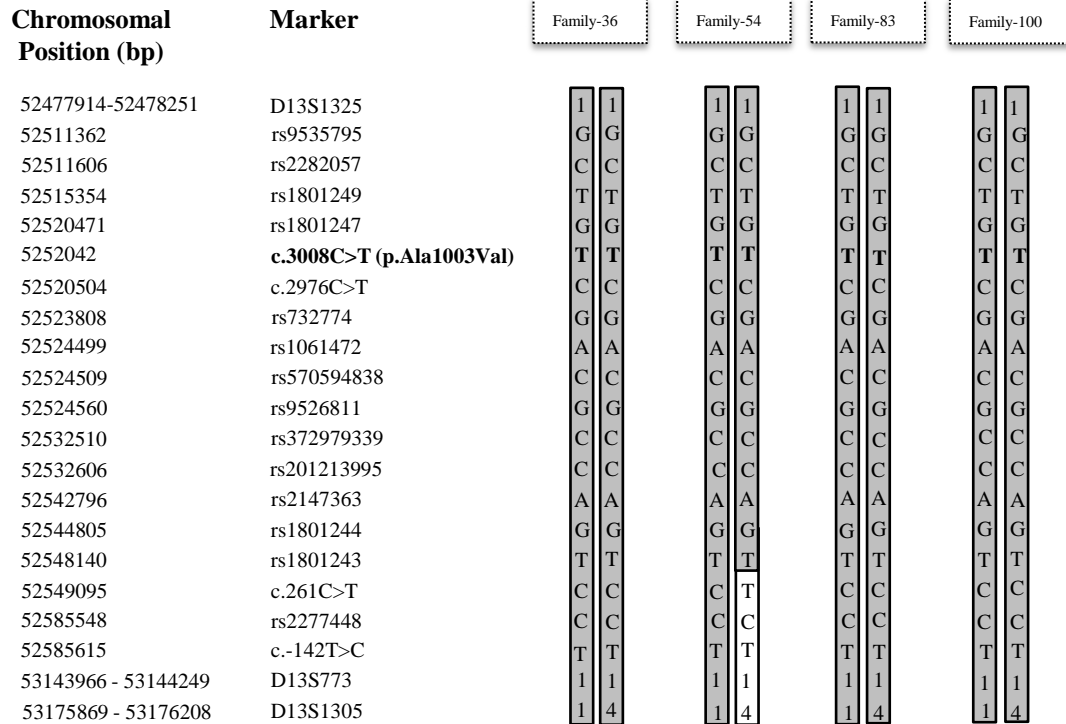 Chromosomal Position (bp) Marker Family-36 Family-54 Family-83 Family-100
52477914-52478251 D13S1325 1 1 1 1 1 1 1 1
52511362 rs9535795 G G G G G G G G
52511606 rs2282057 C C C C C C C C
52515354 rs1801249 T T T T T T T T
52520471 rs1801247 G G G G G G G G
5252042 c.3008C>T (p.Ala1003Val) T T T T T T T T
52520504 c.2976C>T C C C C C C C C
52523808 rs732774 G G G G G G G G
52524499 rs1061472 A A A A A A A A
52524509 rs570594838 C C C C C C C C
52524560 rs9526811 G G G G G G G G
52532510 rs372979339 C C C C C C C C
52532606 rs201213995 C C C C C C C C
52542796 rs2147363 A A A A A A A A
52544805 rs1801244 G G G G G G G G
52548140 rs1801243 T T T T T T T T
52549095 c.261C>T C C C T C C C C
52585548 rs2277448 C C C C C C C C
52585615 c.-142T>C T T T T T T T T
53143966 - 53144249 D13S773 1 1 1 1 1 1 1 1
53175869 - 53176208 D13S1305 1 4 1 4 1 4 1 4